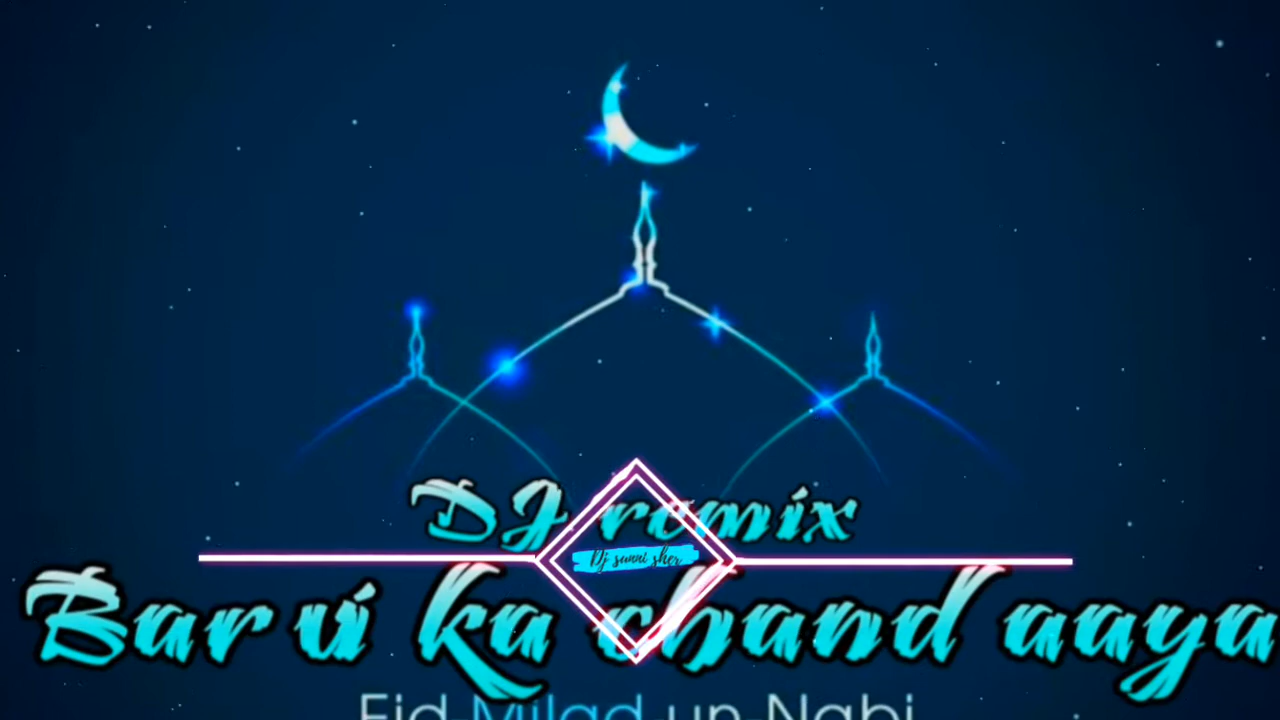 DJ remix
Dj sunni sher
Bar ú ka chand aaya
Eid-Milad-un-Nabi